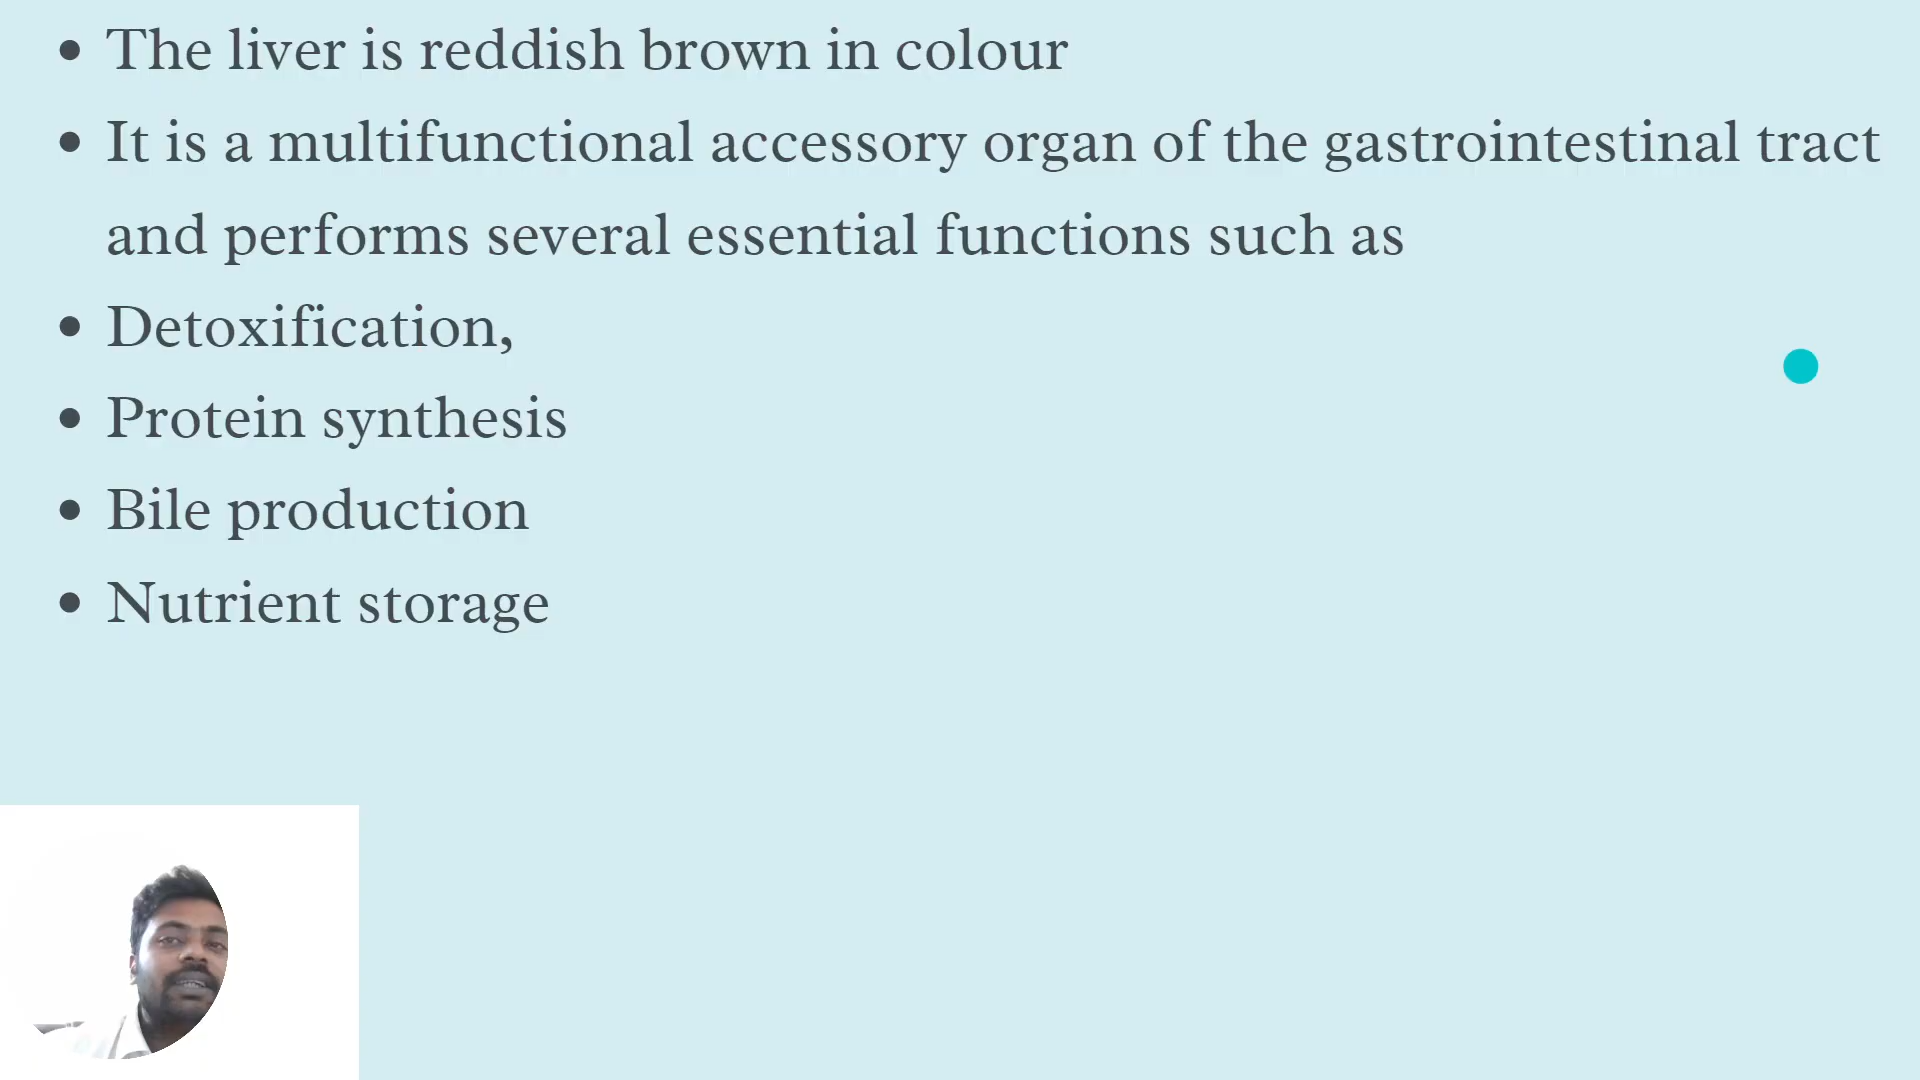 • The liver is reddish brown in colour
• It is a multifunctional accessory organ of the gastrointestinal tract
and performs several essential functions such as
• Detoxification,
• Protein synthesis
• Bile production
• Nutrient storage